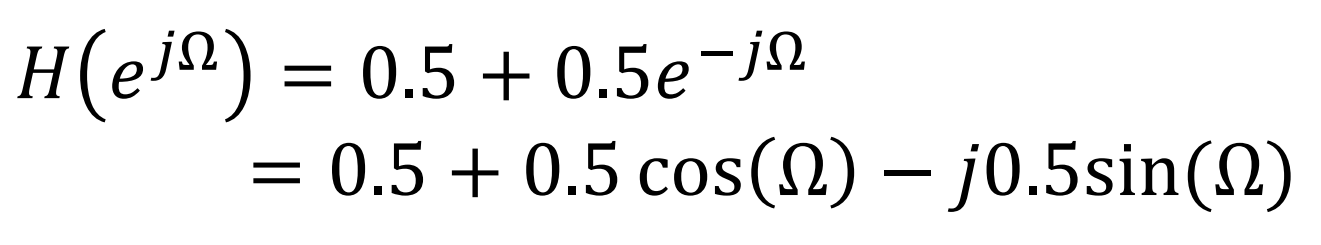 H(e^{jΩ}) = 0.5 + 0.5e^{−jΩ}
= 0.5 + 0.5 cos(Ω) − j0.5sin(Ω)